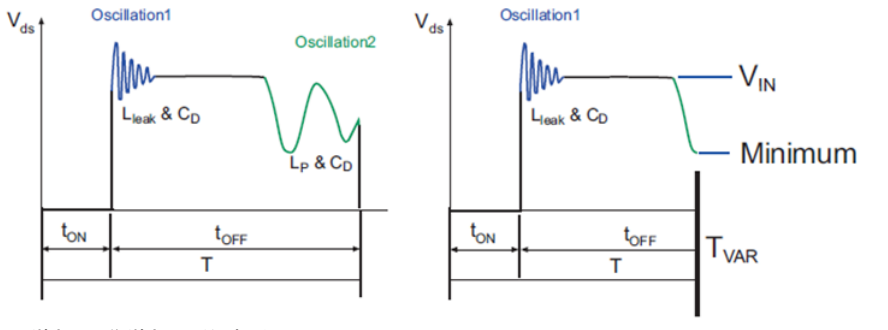 Vds
Oscillation1
Oscillation2
Lleak & CD
LP & CD
tON
tOFF
T
Vds
Oscillation1
VIN
Lleak & CD
Minimum
tON
tOFF
TVAR
T